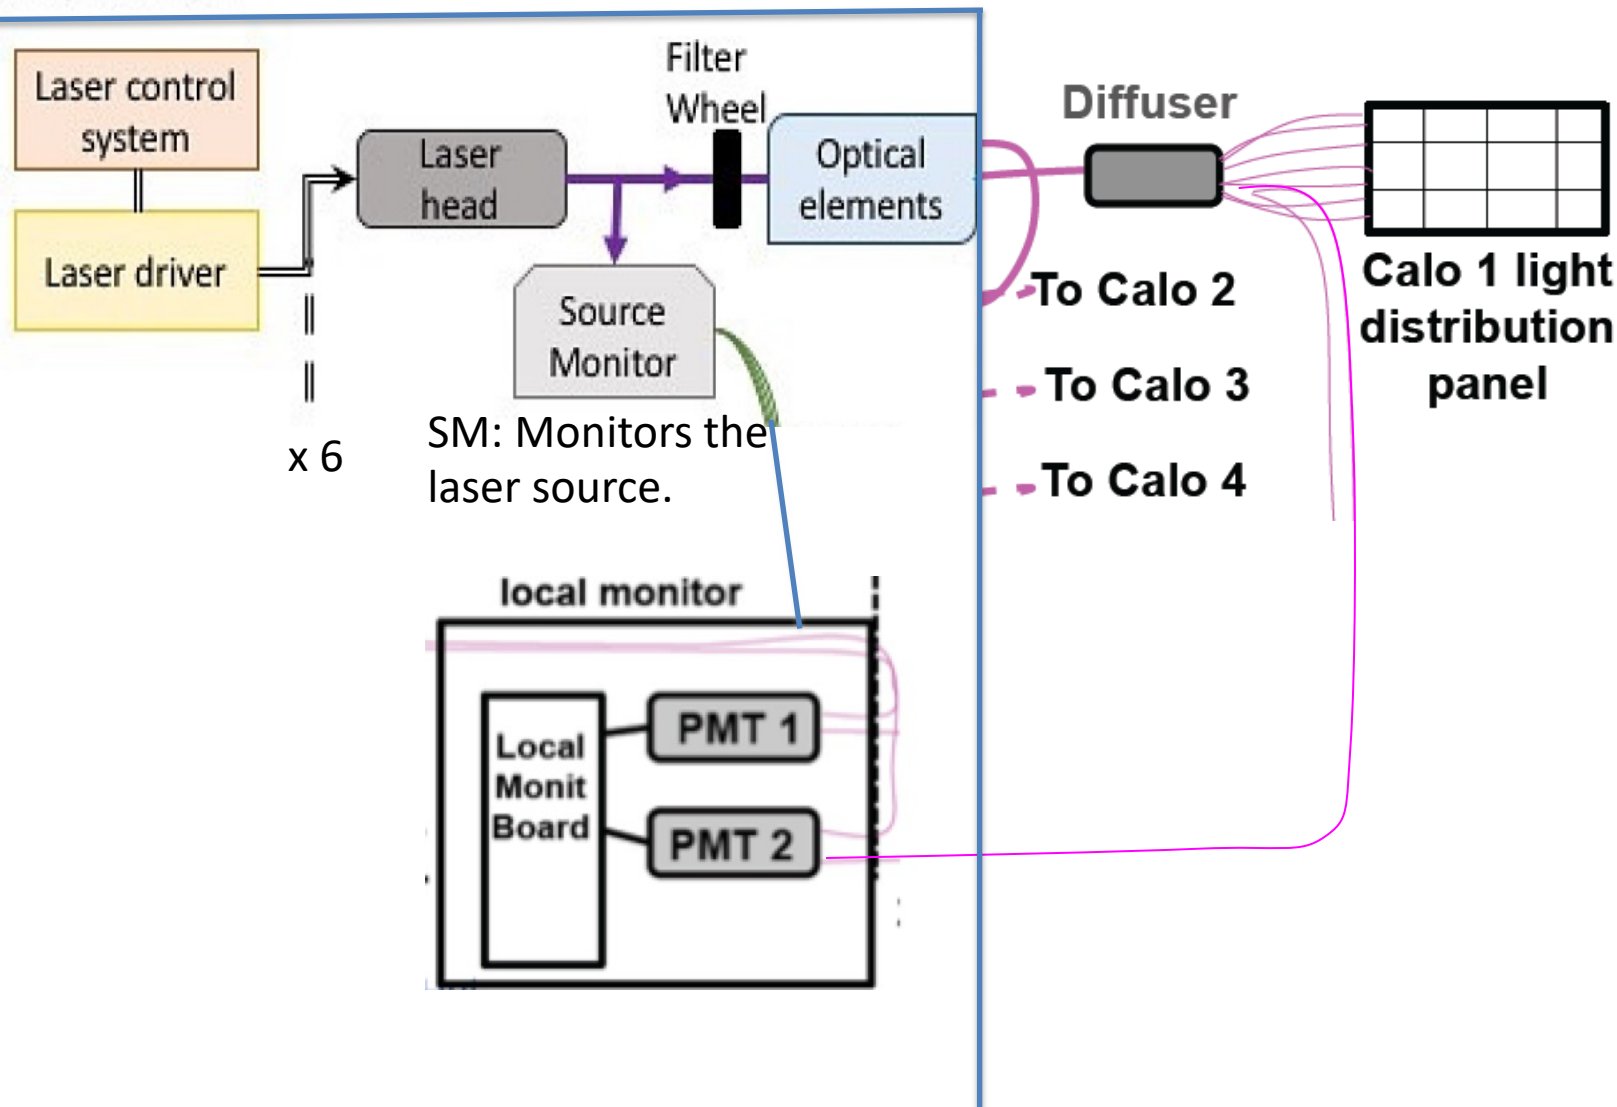 Laser control
system
Laser driver
x 6
Laser
head
Filter
Wheel
Optical
elements
Source
Monitor
SM: Monitors the
laser source.
Diffuser
Calo 1 light
distribution
panel
To Calo 2
To Calo 3
To Calo 4
local monitor
Local
Monit
Board
PMT 1
PMT 2